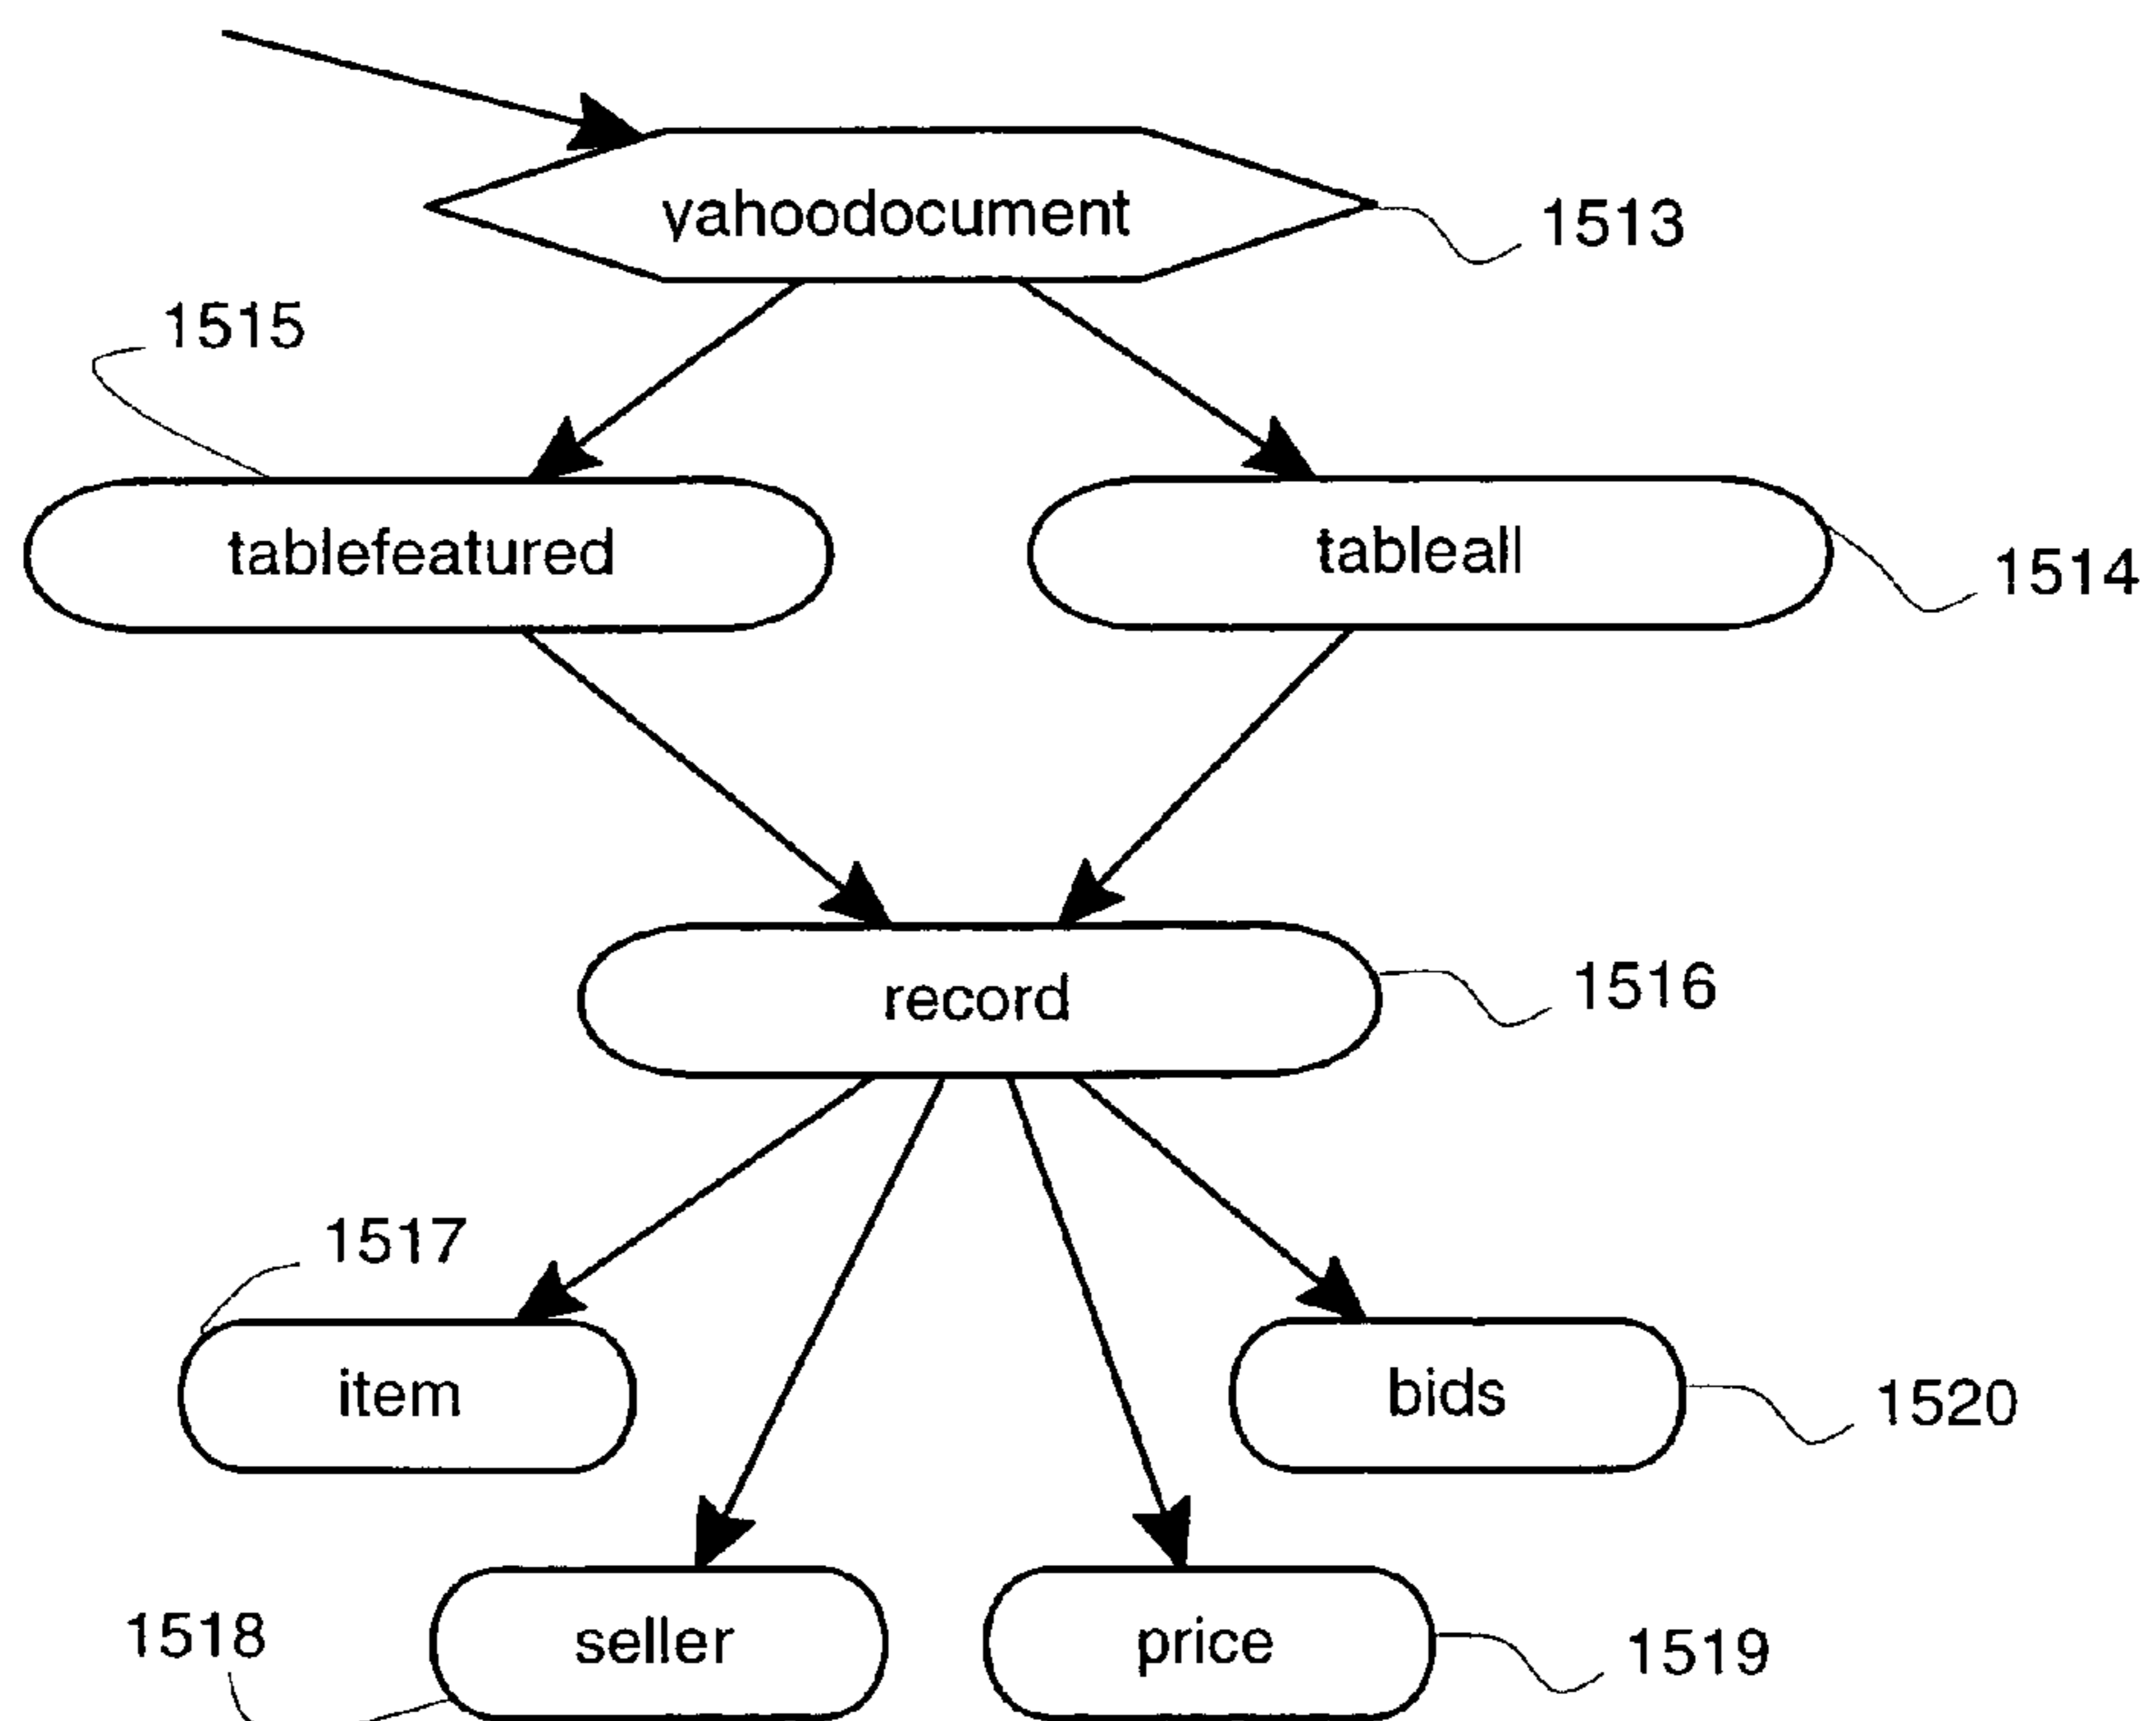 yahoodocument
1513
1515
tablefeatured
tableall
1514
record
1516
1517
item
bids
1520
1518
seller
price
1519